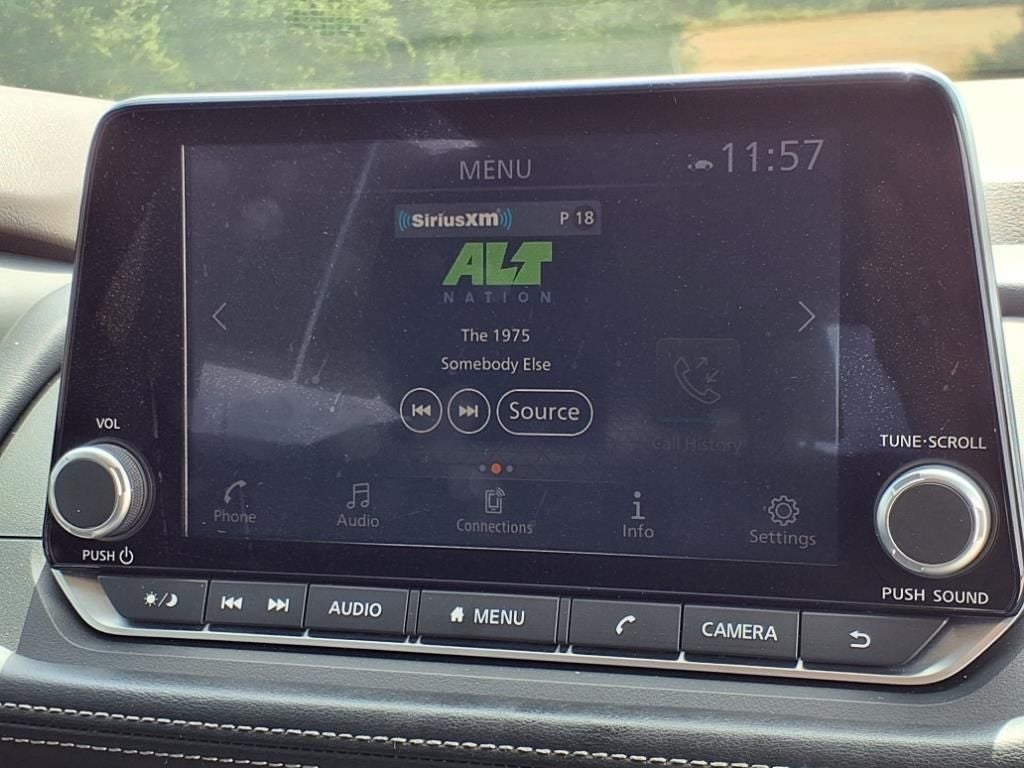 MENU
11:57
SiriusXM P 18
ALT
NATION
The 1975
Somebody Else
Source
Call History
VOL
TUNE·SCROLL
Phone
Audio
Connections
Info
Settings
PUSH
PUSH SOUND
AUDIO
MENU
CAMERA